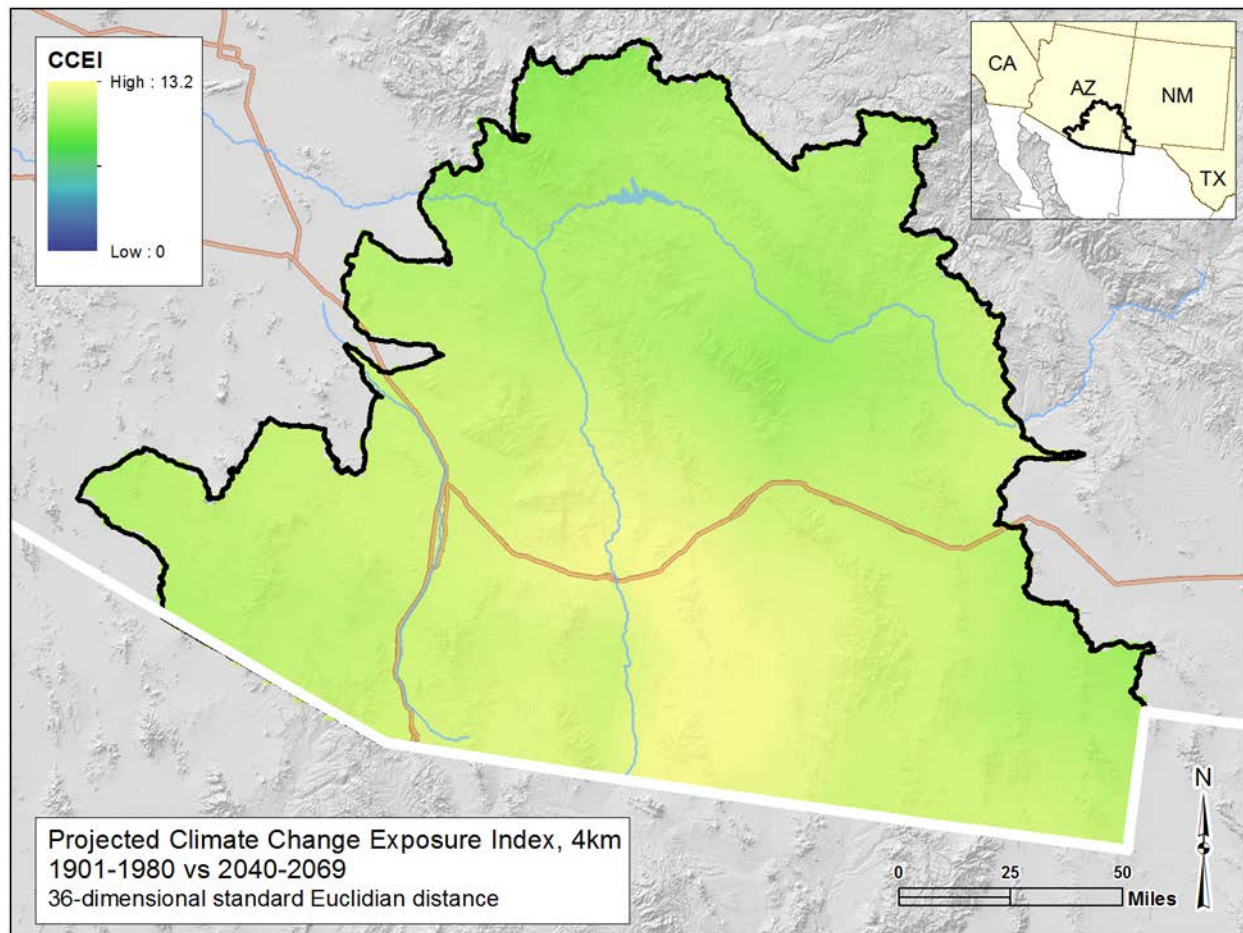 CCEI
High : 13.2
Low : 0
CA
AZ
NM
TX
N
Projected Climate Change Exposure Index, 4km
1901-1980 vs 2040-2069
36-dimensional standard Euclidian distance
0 25 50
Miles